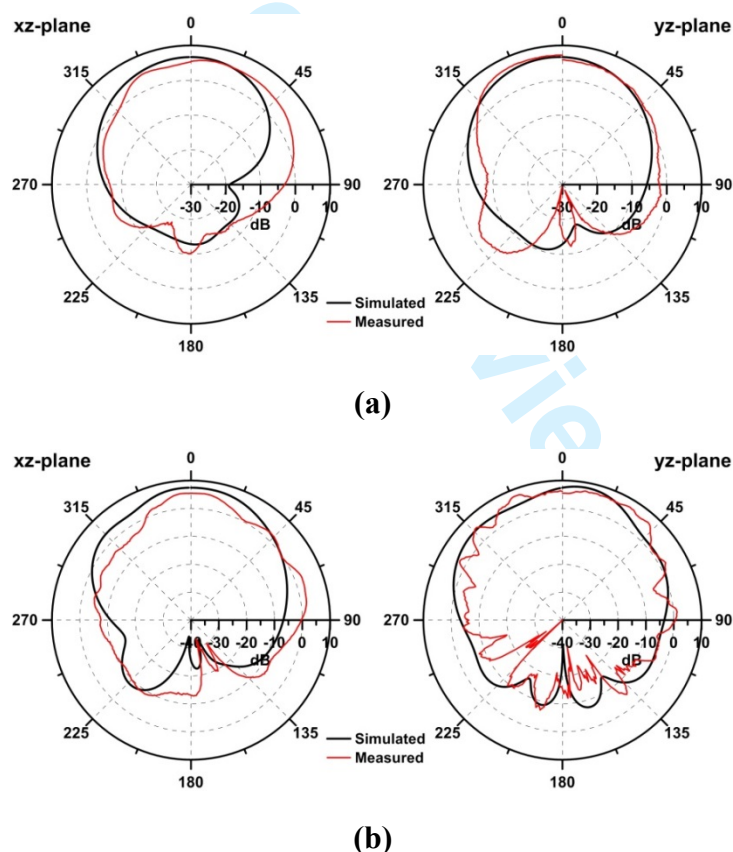 xz-plane 0 yz-plane 0
315 45 315 45
270 90 270 90
-30 -20 -10 0 10 -30 -20 -10 0 10
dB dB
225 135 225 135
Simulated
Measured
180 180
(a)
xz-plane 0 yz-plane 0
315 45 315 45
270 90 270 90
-40 -30 -20 -10 0 10 -40 -30 -20 -10 0 10
dB dB
225 135 225 135
Simulated
Measured
180 180
(b)